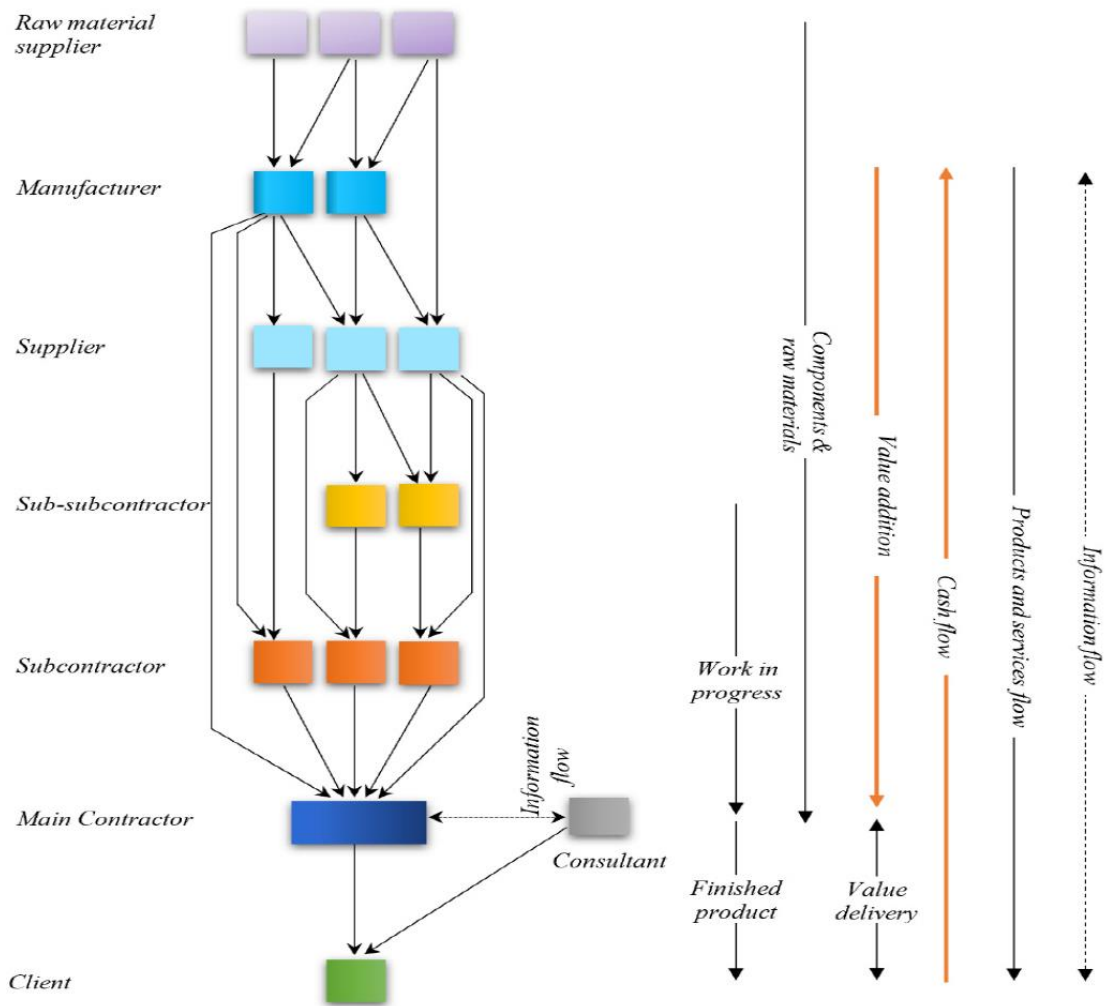 Raw material
supplier
Manufacturer
Supplier
Sub-subcontractor
Subcontractor
Main Contractor
Client
Information
flow
Consultant
Work in
progress
Finished
product
Components &
raw materials
Value addition
Value
delivery
Cash flow
Products and services flow
Information flow